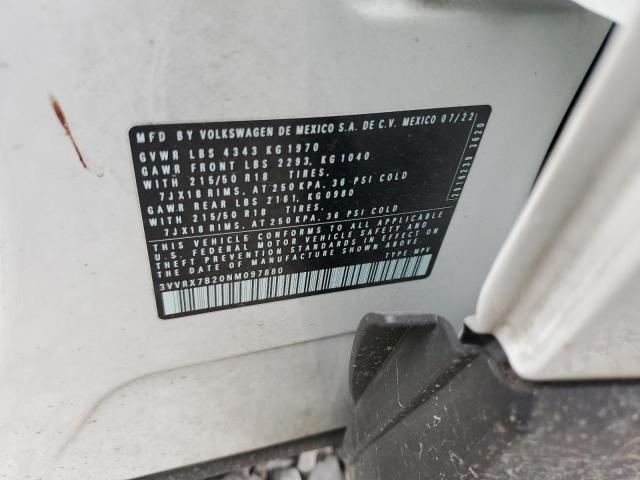 MFD BY VOLKSWAGEN DE MEXICO S.A. DE C.V. MEXICO 07/22
GVWR LBS 4343 KG 1970
GAWR FRONT LBS 2293, KG 1040
WITH 215/50 R18 TIRES,
7JX18 RIMS, AT 250 KPA, 36 PSI COLD
GAWR REAR LBS 2161, KG 0980
WITH 215/50 R18 TIRES,
7JX18 RIMS, AT 250 KPA, 36 PSI COLD
THIS VEHICLE CONFORMS TO ALL APPLICABLE
U.S. FEDERAL MOTOR VEHICLE SAFETY AND
THEFT PREVENTION STANDARDS IN EFFECT ON
THE DATE OF MANUFACTURE SHOWN ABOVE.
3VVRX7B20NM097880 TYPE: MPV
2916239 3620